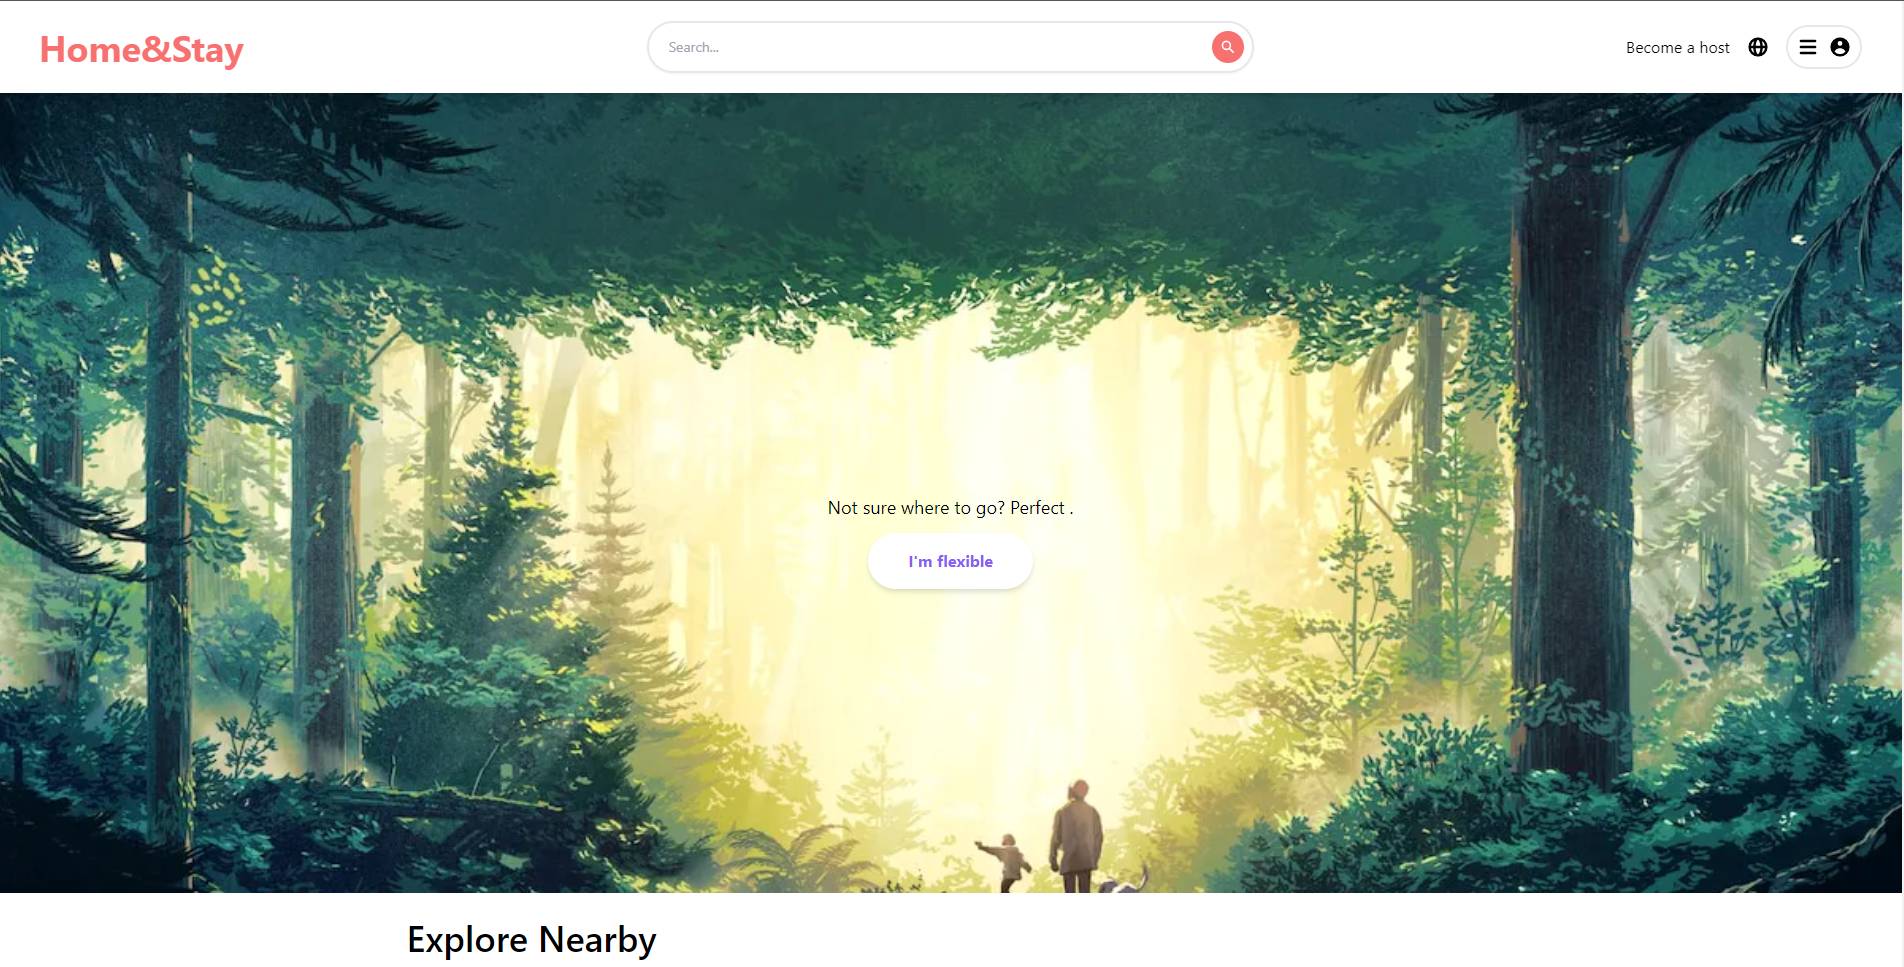 Home&Stay
Search...
Become a host
Not sure where to go? Perfect .
I'm flexible
Explore Nearby